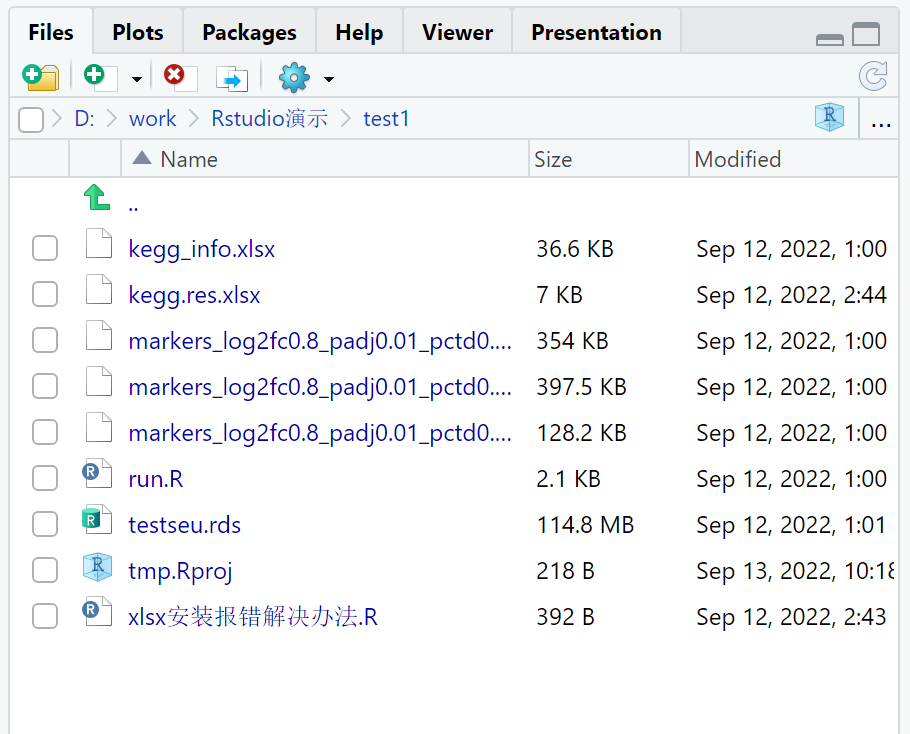 Files Plots Packages Help Viewer Presentation
D: work Rstudio演示 test1 R ...
Name Size Modified
..
kegg_info.xlsx 36.6 KB Sep 12, 2022, 1:00
kegg.res.xlsx 7 KB Sep 12, 2022, 2:44
markers_log2fc0.8_padj0.01_pctd0.... 354 KB Sep 12, 2022, 1:00
markers_log2fc0.8_padj0.01_pctd0.... 397.5 KB Sep 12, 2022, 1:00
markers_log2fc0.8_padj0.01_pctd0.... 128.2 KB Sep 12, 2022, 1:00
R run.R 2.1 KB Sep 12, 2022, 1:00
R testseu.rds 114.8 MB Sep 12, 2022, 1:01
R tmp.Rproj 218 B Sep 13, 2022, 10:18
R xlsx安装报错解决办法.R 392 B Sep 12, 2022, 2:43